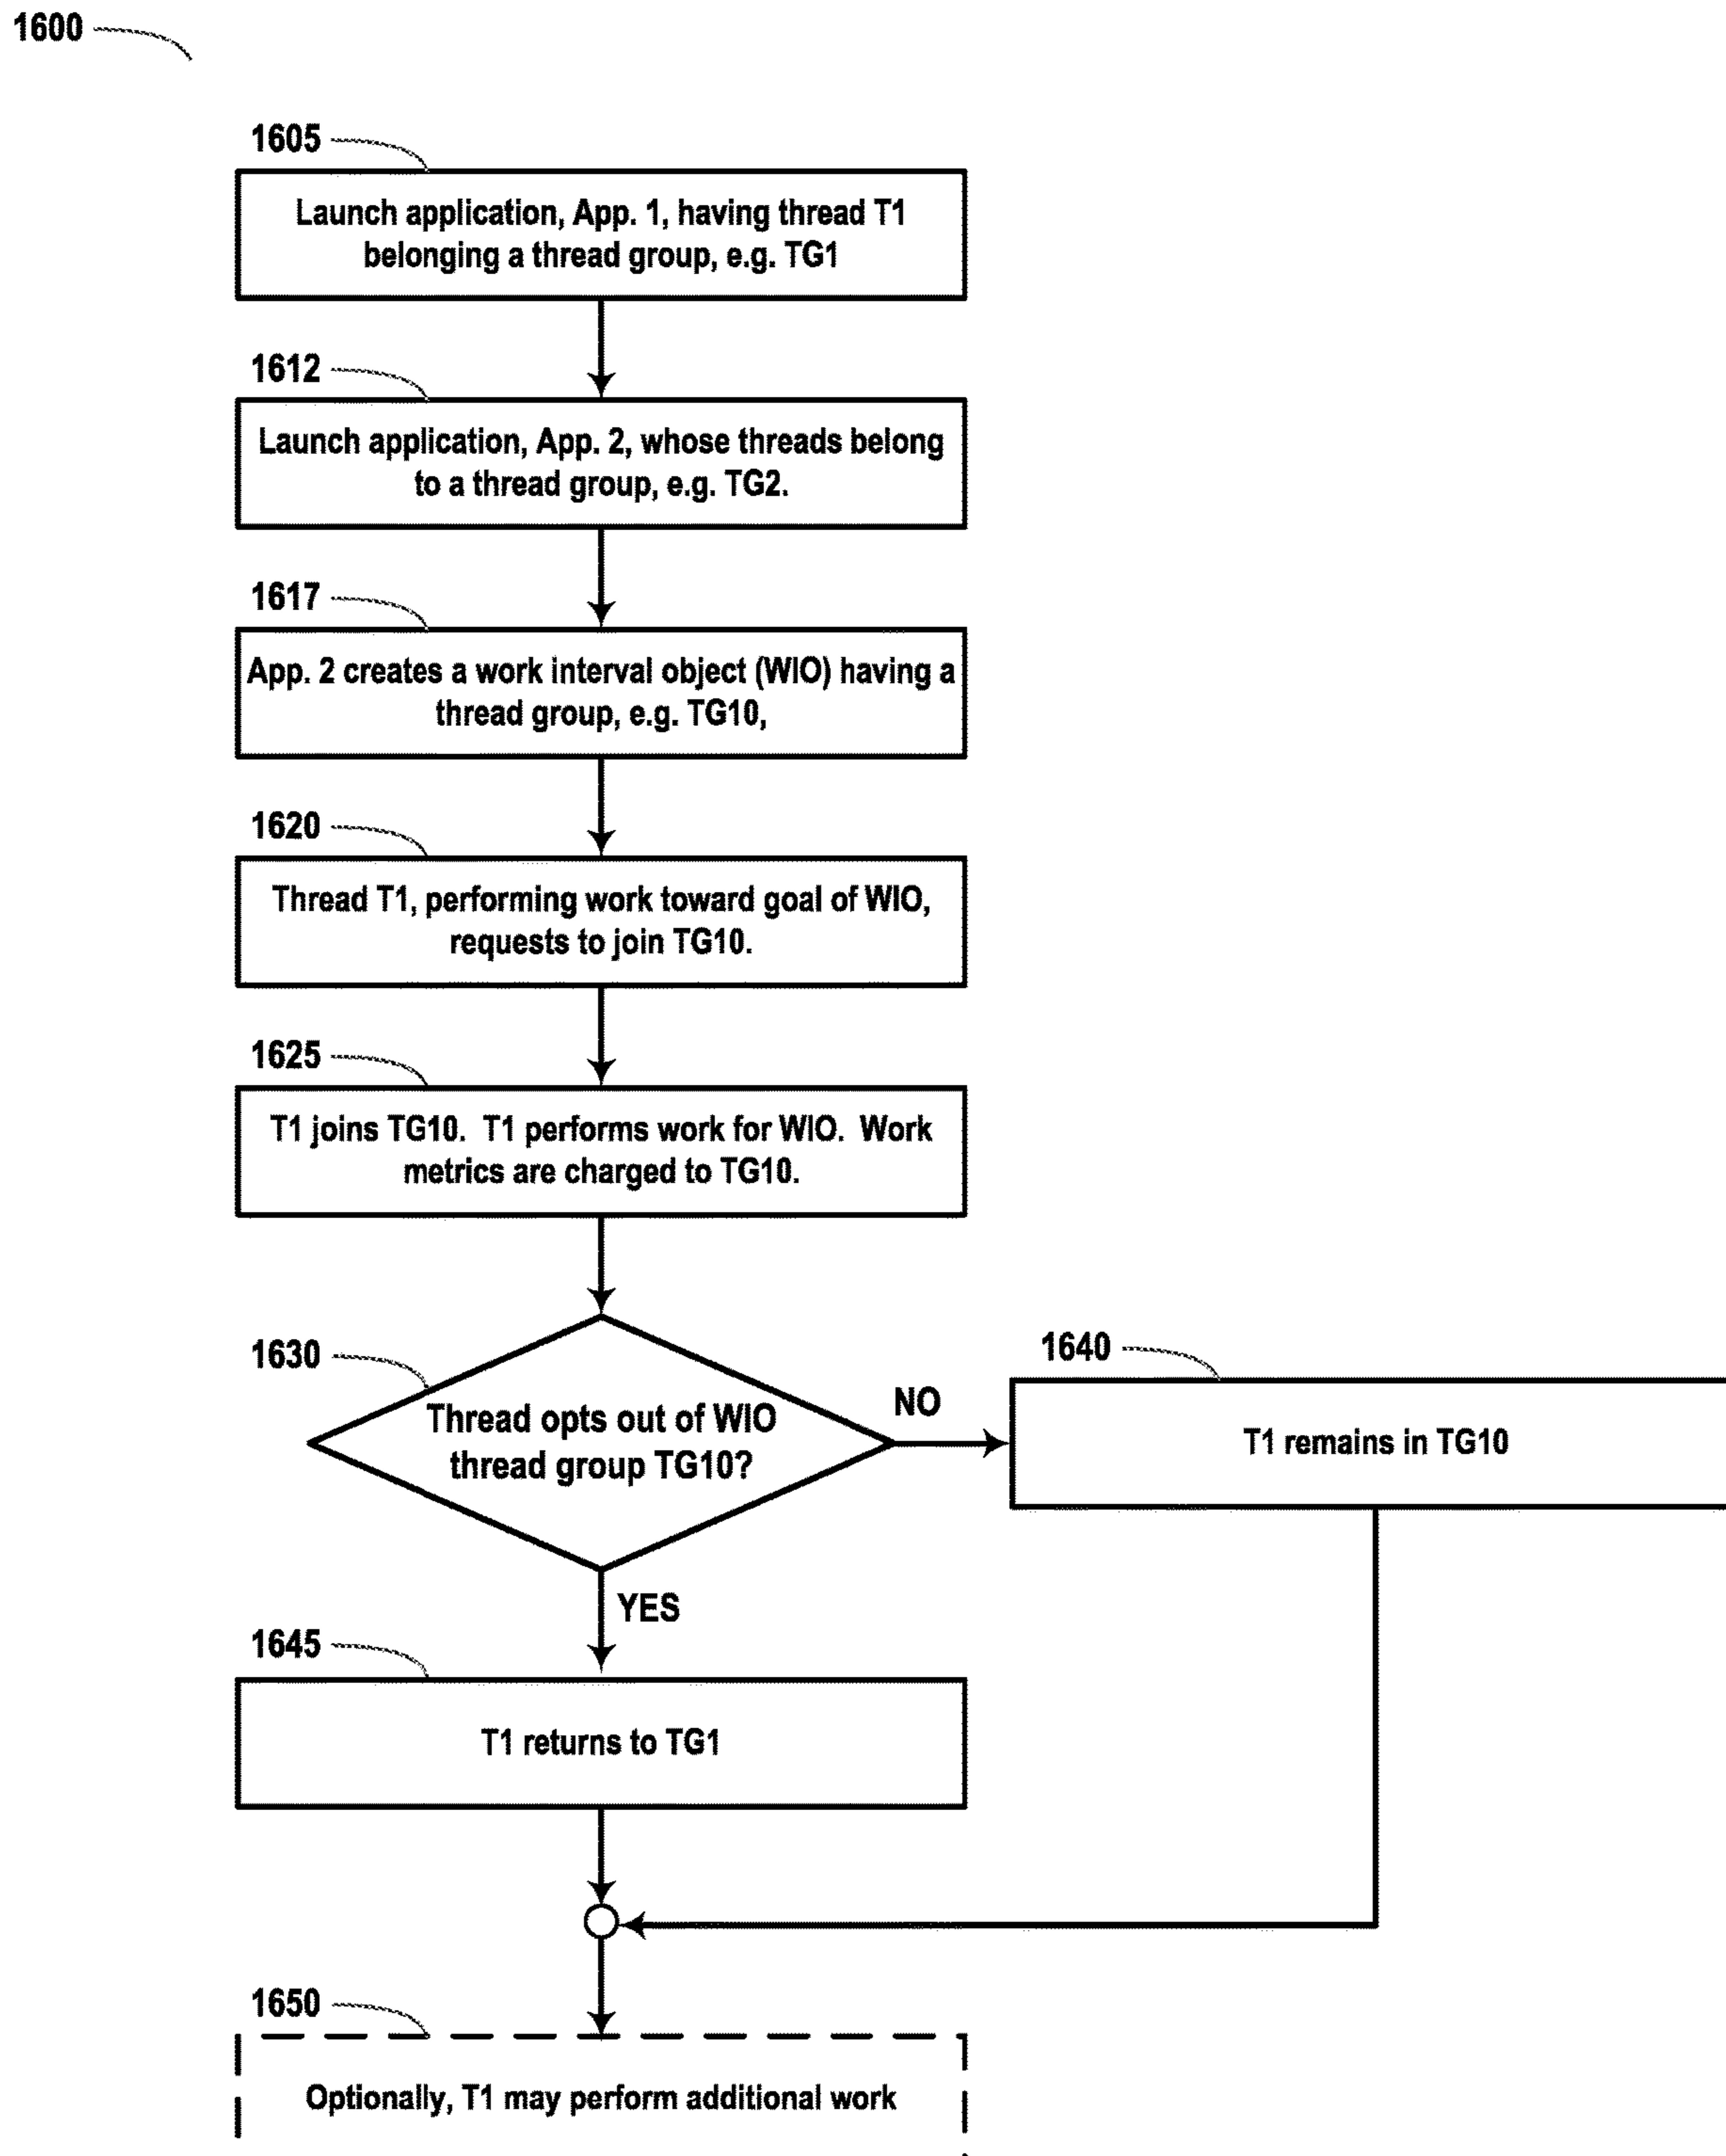 1600
1605
Launch application, App. 1, having thread T1
belonging a thread group, e.g. TG1
1612
Launch application, App. 2, whose threads belong
to a thread group, e.g. TG2.
1617
App. 2 creates a work interval object (WIO) having a
thread group, e.g. TG10,
1620
Thread T1, performing work toward goal of WIO,
requests to join TG10.
1625
T1 joins TG10. T1 performs work for WIO. Work
metrics are charged to TG10.
1630
Thread opts out of WIO
thread group TG10?
NO
1640
T1 remains in TG10
YES
1645
T1 returns to TG1
1650
Optionally, T1 may perform additional work